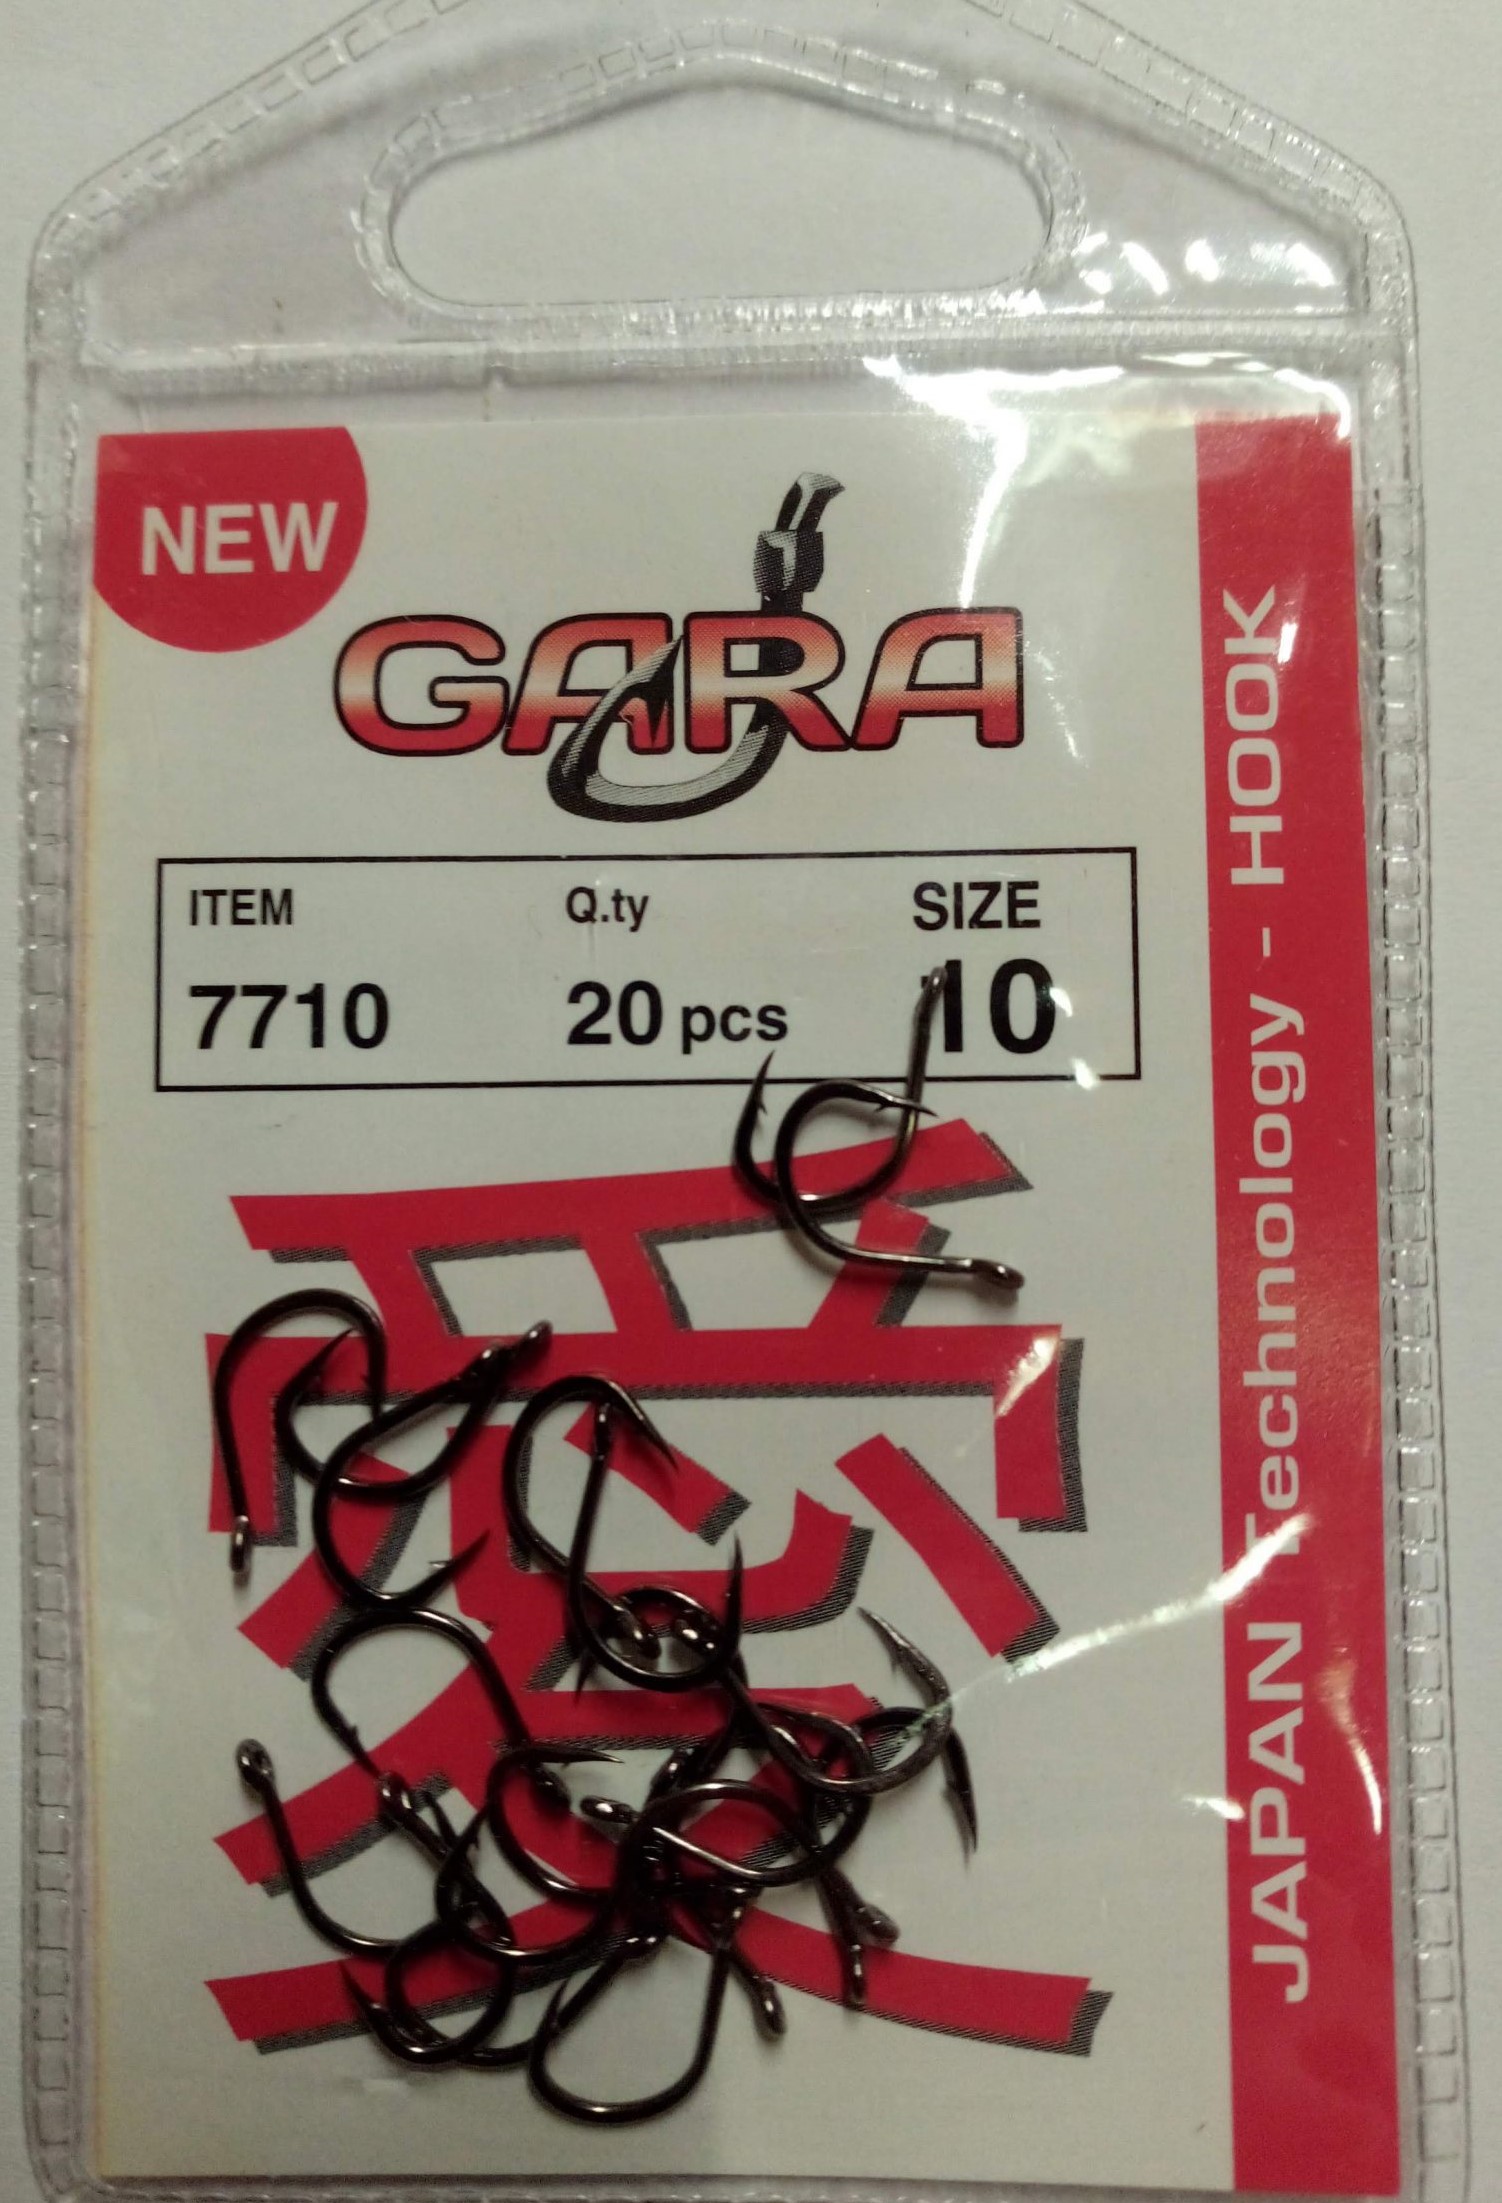 NEW
GARA
ITEM Q.ty SIZE
7710 20 pcs 10
愛
JAPAN Technology - HOOK